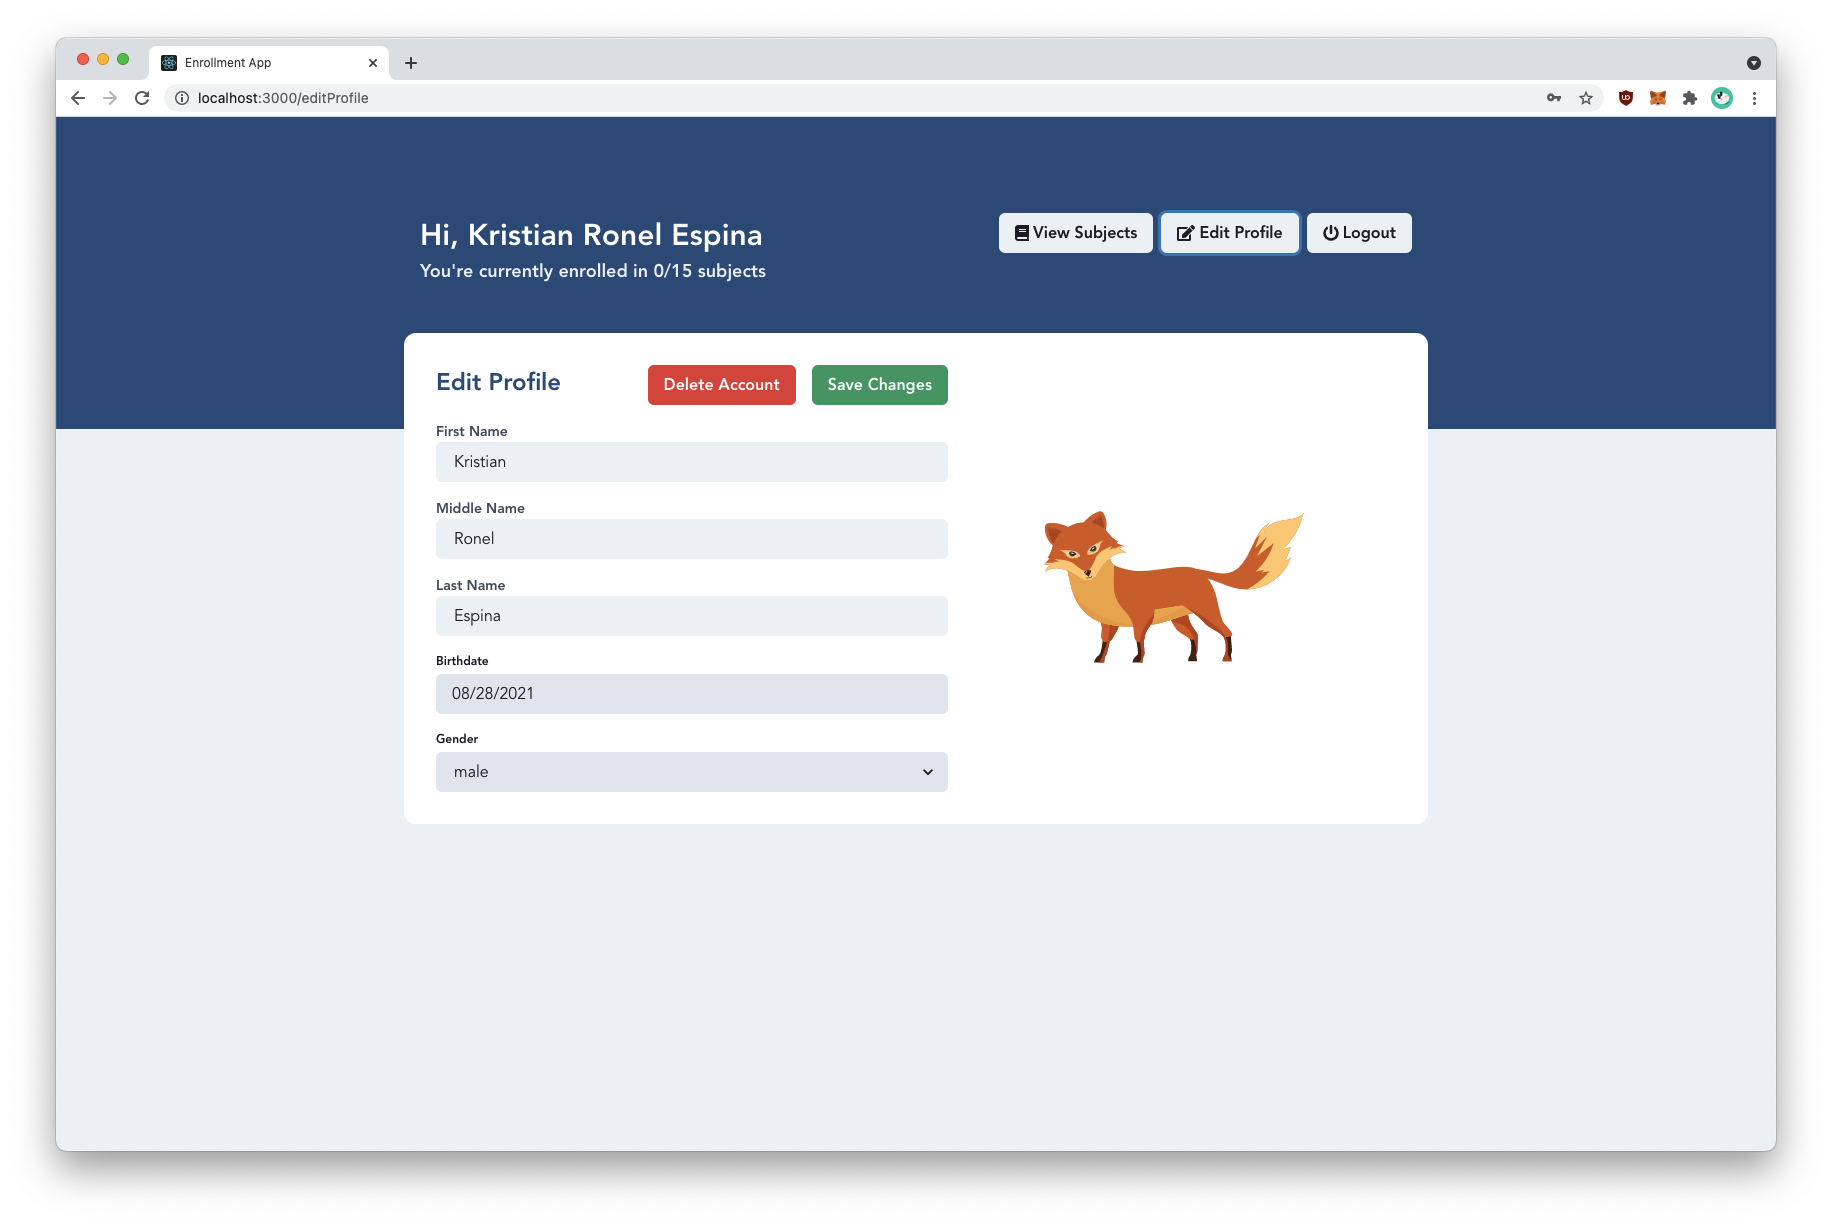 Enrollment App
localhost:3000/editProfile
Hi, Kristian Ronel Espina
You're currently enrolled in 0/15 subjects
View Subjects
Edit Profile
Logout
Edit Profile
Delete Account
Save Changes
First Name
Kristian
Middle Name
Ronel
Last Name
Espina
Birthdate
08/28/2021
Gender
male